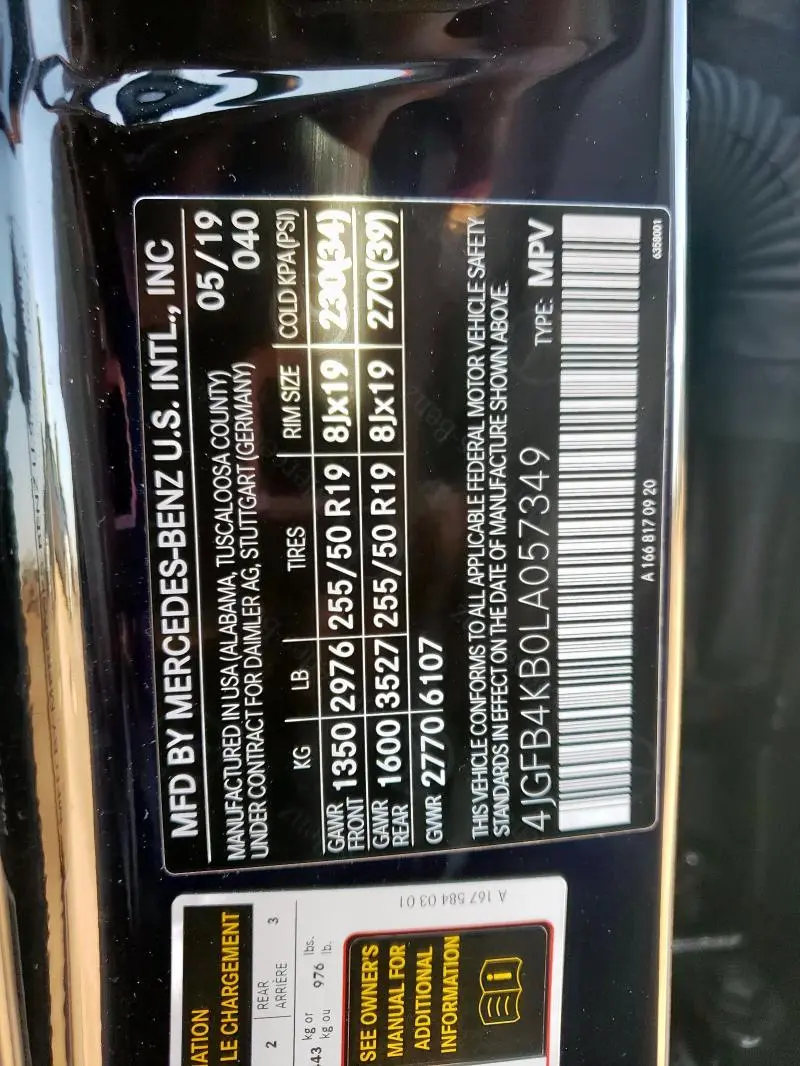 MFD BY MERCEDES-BENZ U.S. INTL., INC
MANUFACTURED IN USA (ALABAMA, TUSCALOOSA COUNTY) 05/19
UNDER CONTRACT FOR DAIMLER AG, STUTTGART (GERMANY) 040
KG LB TIRES RIM SIZE COLD KPA(PSI)
GAWR FRONT 1350 2976 255/50 R19 8Jx19 230(34)
GAWR REAR 1600 3527 255/50 R19 8Jx19 270(39)
GVWR 2770 6107
THIS VEHICLE CONFORMS TO ALL APPLICABLE FEDERAL MOTOR VEHICLE SAFETY
STANDARDS IN EFFECT ON THE DATE OF MANUFACTURE SHOWN ABOVE.
4JGFB4KB0LA057349 TYPE: MPV
A 166 817 09 20
6358001
A 167 584 03 01
LE CHARGEMENT
2 REAR 3
ARRIÈRE
kg or 976 lbs.
kg ou lb.
SEE OWNER'S
MANUAL FOR
ADDITIONAL
INFORMATION